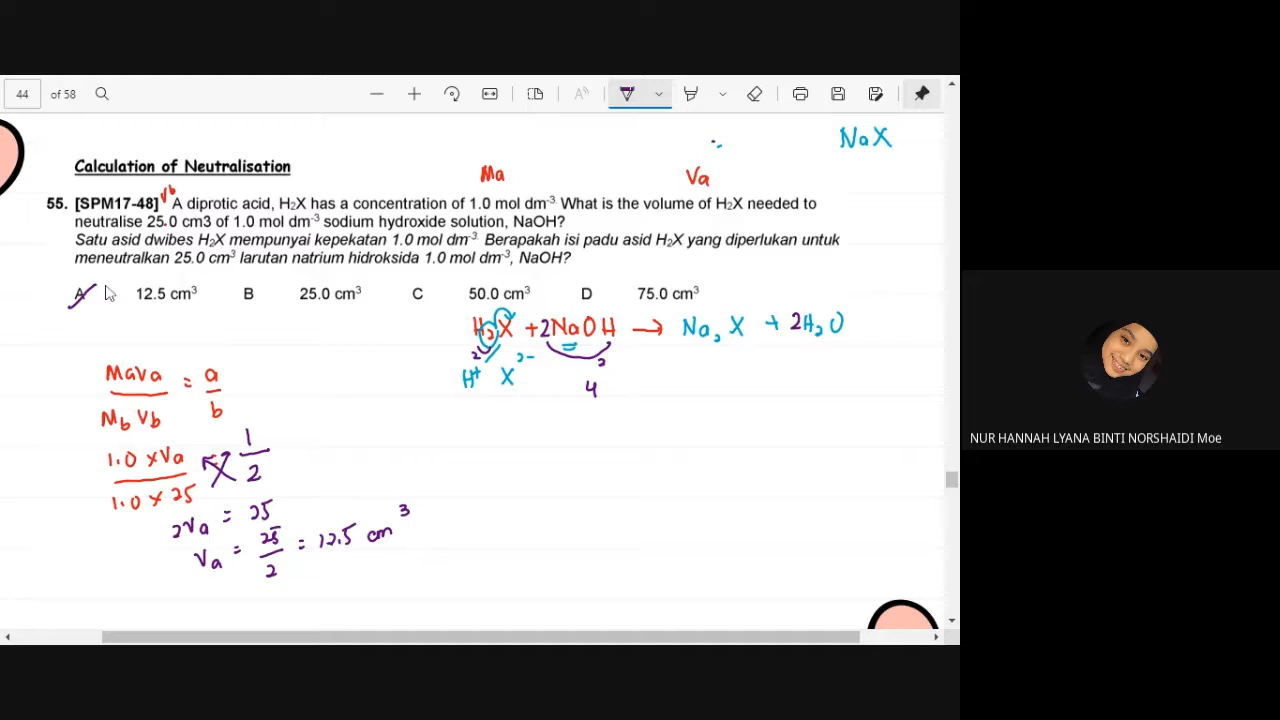 44 of 58
NaX
Calculation of Neutralisation
Ma Va
Vb
55. [SPM17-48] A diprotic acid, H₂X has a concentration of 1.0 mol dm⁻³. What is the volume of H₂X needed to
neutralise 25.0 cm3 of 1.0 mol dm⁻³ sodium hydroxide solution, NaOH?
Satu asid dwibes H₂X mempunyai kepekatan 1.0 mol dm⁻³. Berapakah isi padu asid H₂X yang diperlukan untuk
meneutralkan 25.0 cm³ larutan natrium hidroksida 1.0 mol dm⁻³, NaOH?
A 12.5 cm³ B 25.0 cm³ C 50.0 cm³ D 75.0 cm³
H₂X + 2NaOH → Na₂X + 2H₂O
2 2
H⁺ X²⁻ 4
MaVa / MbVb = a / b
1.0 x Va / 1.0 x 25 1 / 2
2Va = 25
Va = 25 / 2 = 12.5 cm³
NUR HANNAH LYANA BINTI NORSHAIDI Moe